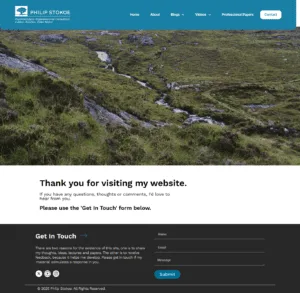 PHILIP STOKOE
Home
About
Blogs
Videos
Professional Papers
Contact
Thank you for visiting my website.
If you have any questions, thoughts or comments, I'd love to
hear from you.
Please use the 'Get In Touch' form below.
Get In Touch
There are two reasons for the existence of this site, one is to share
my thoughts, ideas, lectures and papers. The other is to receive
feedback, because it helps me develop. Please get in touch if my
material stimulates a response in you.
Name
Email
Message
Submit
© 2022 Philip Stokoe. All Rights Reserved.